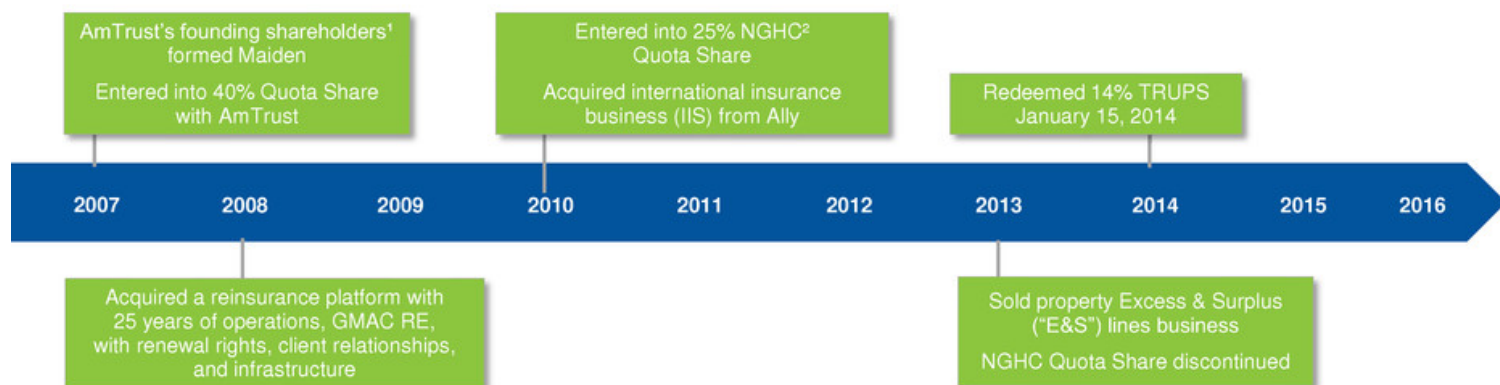 AmTrust's founding shareholders¹
formed Maiden
Entered into 40% Quota Share
with AmTrust
Entered into 25% NGHC²
Quota Share
Acquired international insurance
business (IIS) from Ally
Redeemed 14% TRUPS
January 15, 2014
2007 2008 2009 2010 2011 2012 2013 2014 2015 2016
Acquired a reinsurance platform with
25 years of operations, GMAC RE,
with renewal rights, client relationships,
and infrastructure
Sold property Excess & Surplus
("E&S") lines business
NGHC Quota Share discontinued